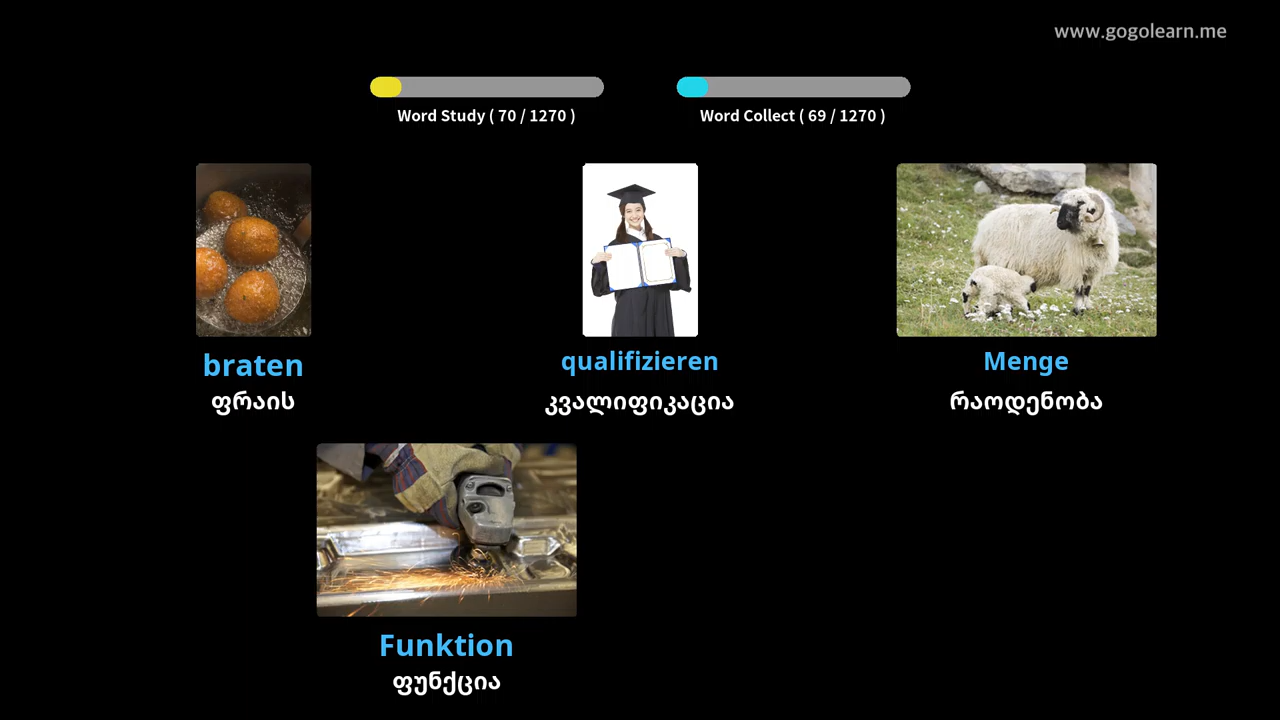 www.gogolearn.me
Word Study ( 70 / 1270 )
Word Collect ( 69 / 1270 )
braten
ფრაის
qualifizieren
კვალიფიკაცია
Menge
რაოდენობა
Funktion
ფუნქცია